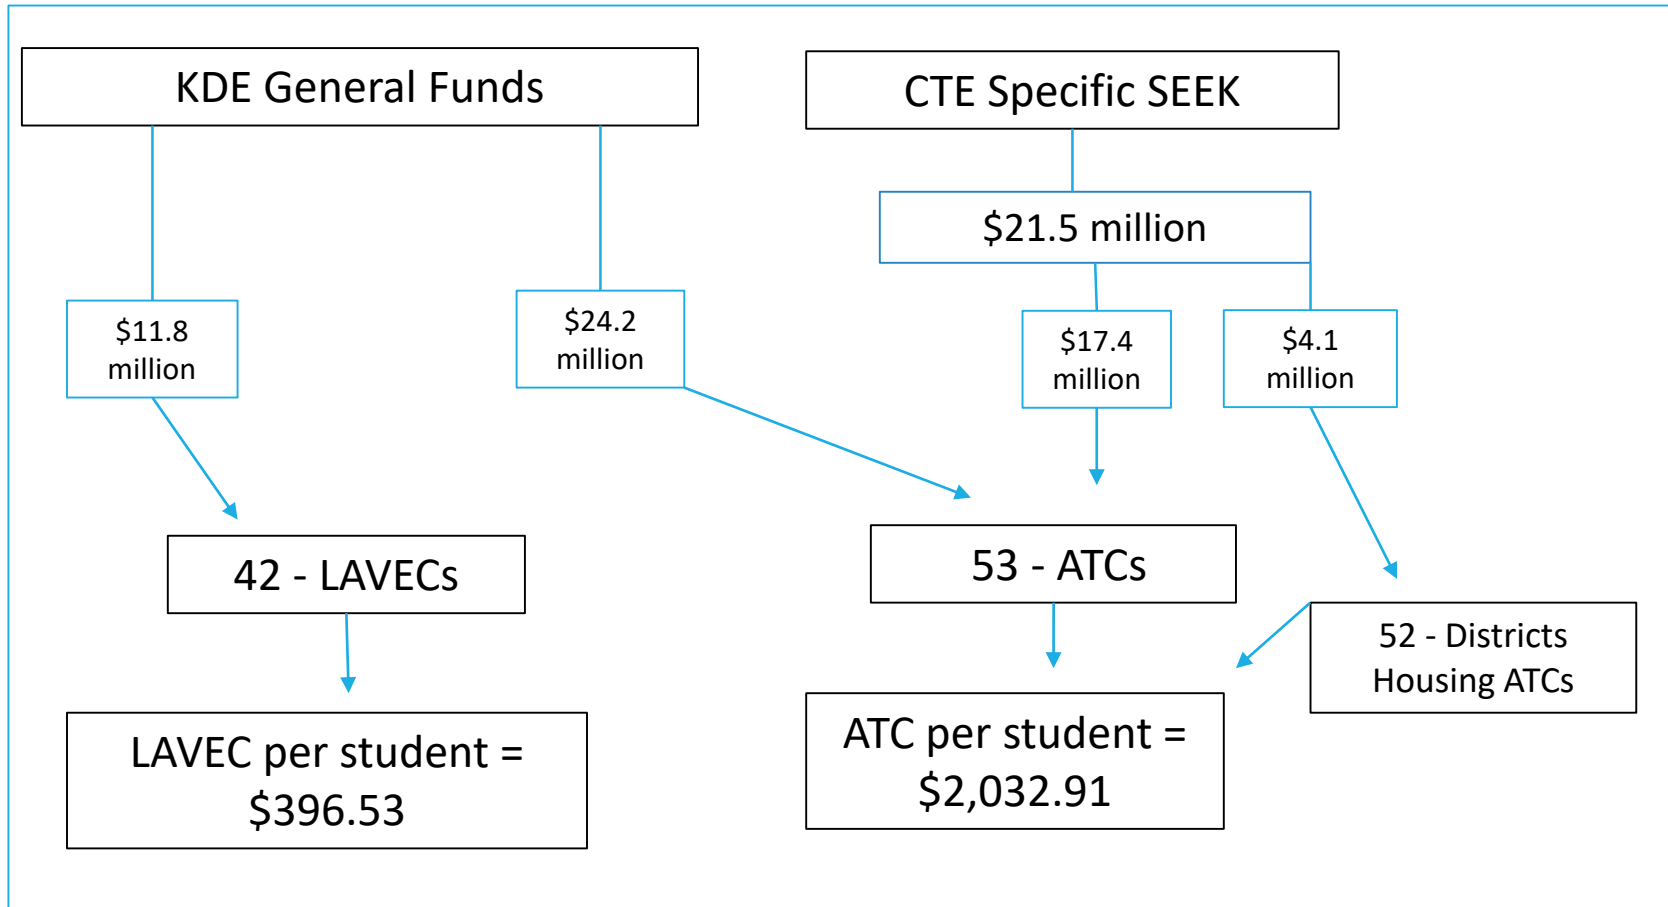 KDE General Funds
CTE Specific SEEK
$21.5 million
$11.8
million
$24.2
million
$17.4
million
$4.1
million
42 - LAVECs
53 - ATCs
52 - Districts
Housing ATCs
LAVEC per student =
$396.53
ATC per student =
$2,032.91